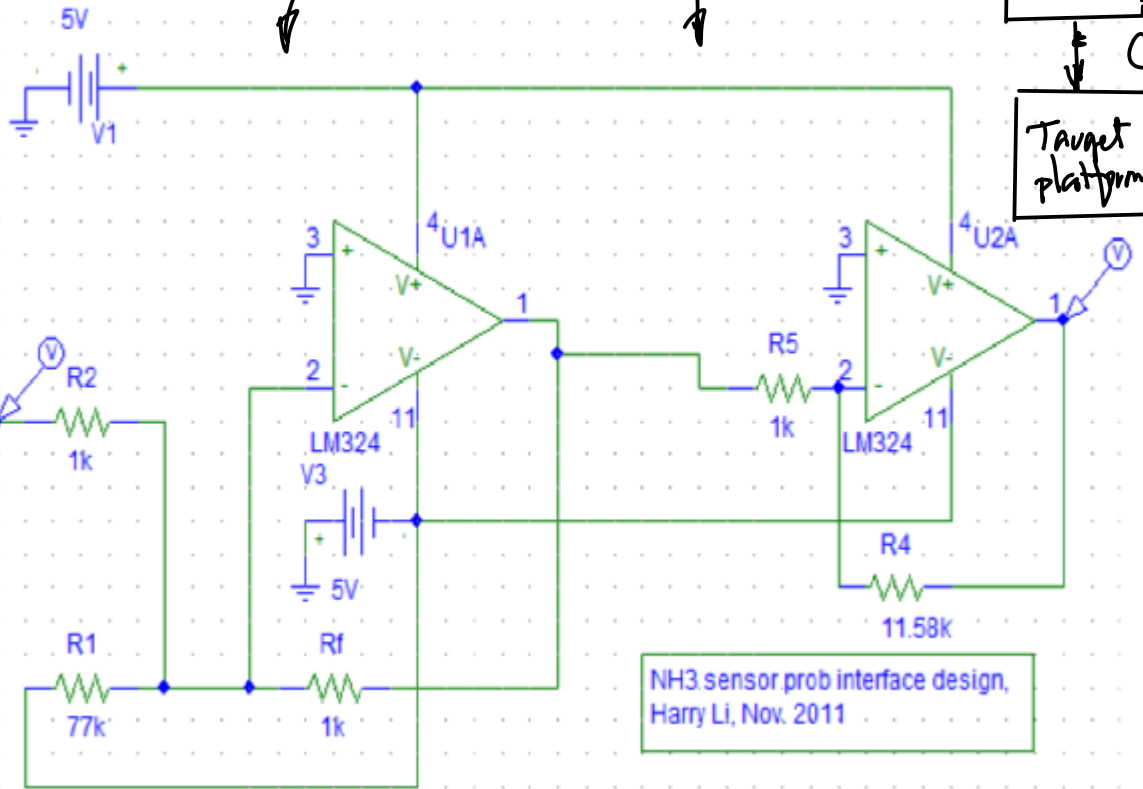 5V
+
V1
C
Target
platform
3
+
4
U1A
V+
1
V-
2
-
11
LM324
3
+
4
U2A
V+
1
V-
2
-
11
LM324
V
V
R2
1k
R5
1k
V3
+
5V
R4
11.58k
R1
77k
Rf
1k
NH3 sensor prob interface design,
Harry Li, Nov. 2011